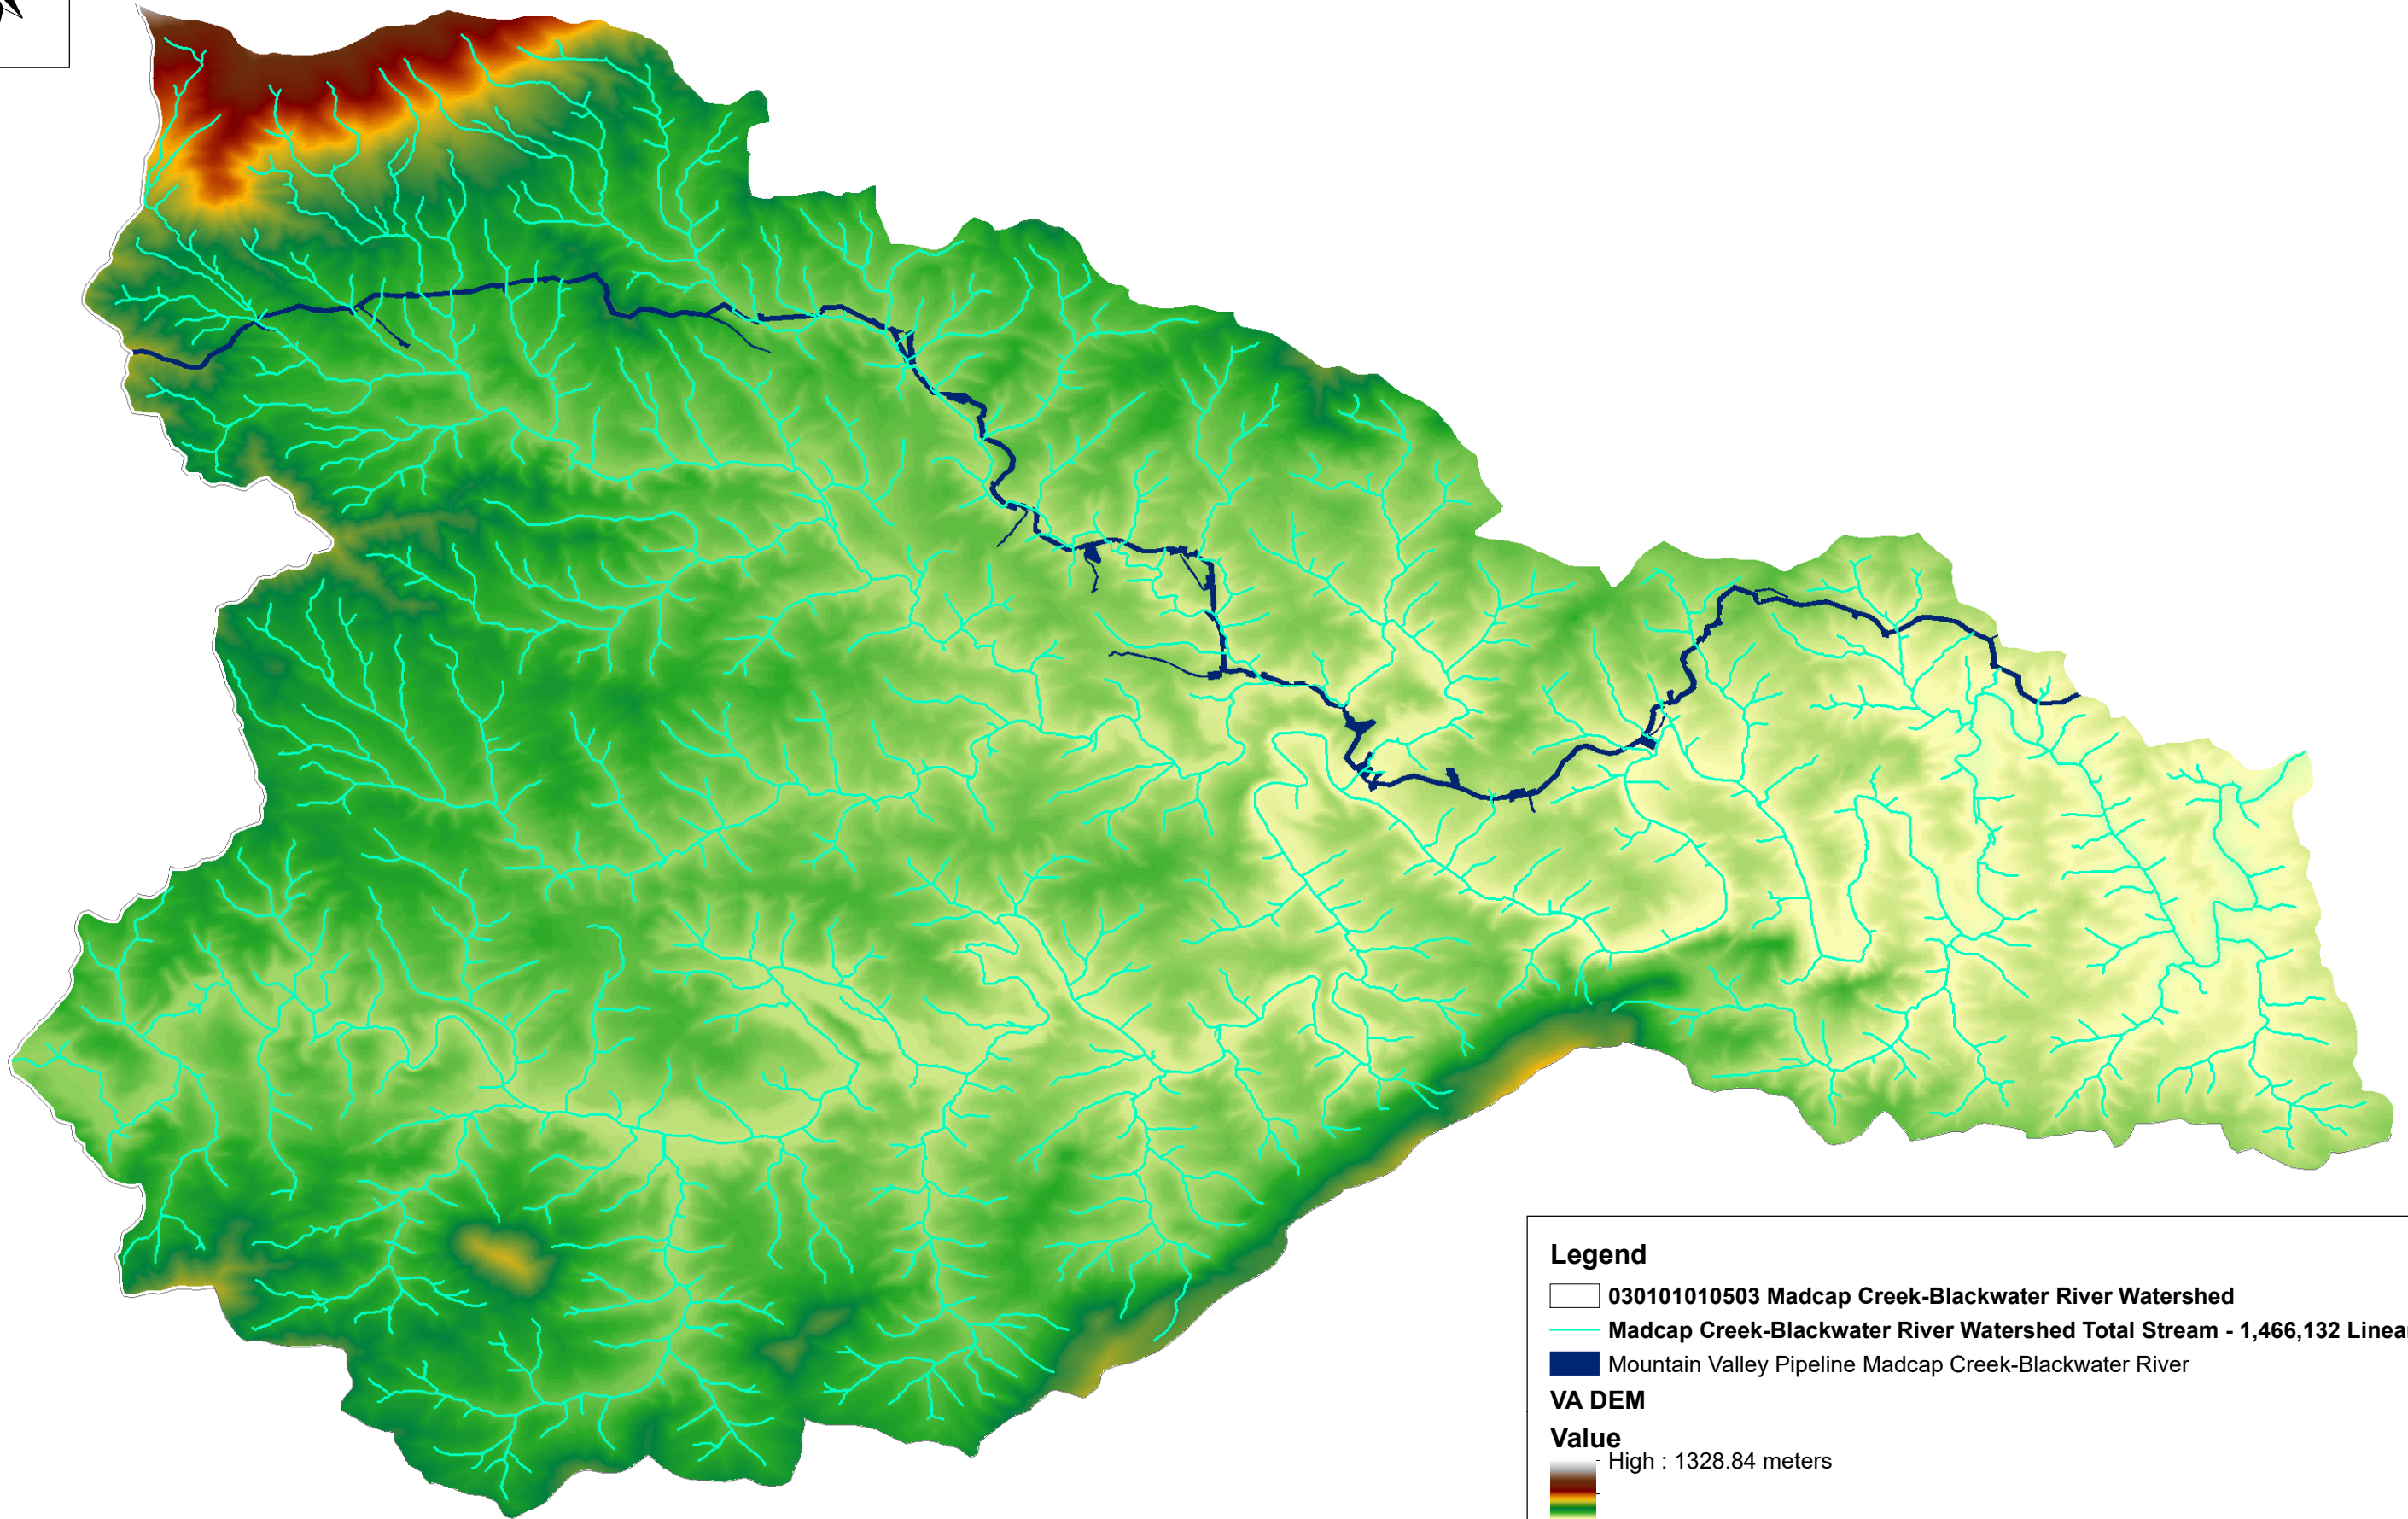 Legend
030101010503 Madcap Creek-Blackwater River Watershed
Madcap Creek-Blackwater River Watershed Total Stream - 1,466,132
Mountain Valley Pipeline Madcap Creek-Blackwater River
VA DEM
Value
High : 1328.84 meters